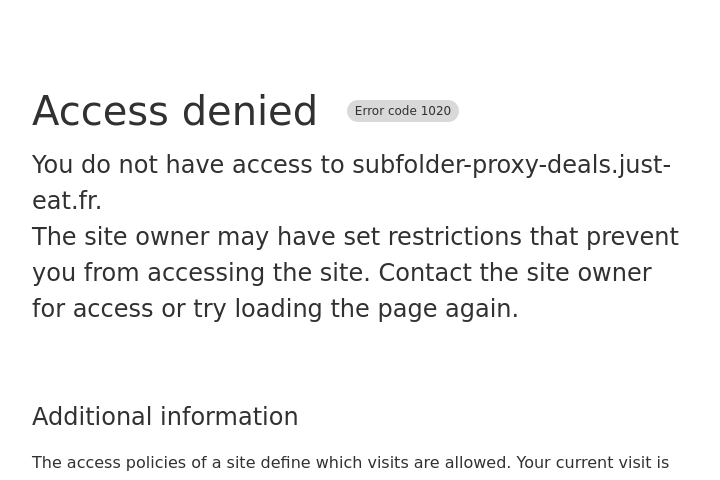 Access denied Error code 1020
You do not have access to subfolder-proxy-deals.just-
eat.fr.
The site owner may have set restrictions that prevent
you from accessing the site. Contact the site owner
for access or try loading the page again.
Additional information
The access policies of a site define which visits are allowed. Your current visit is